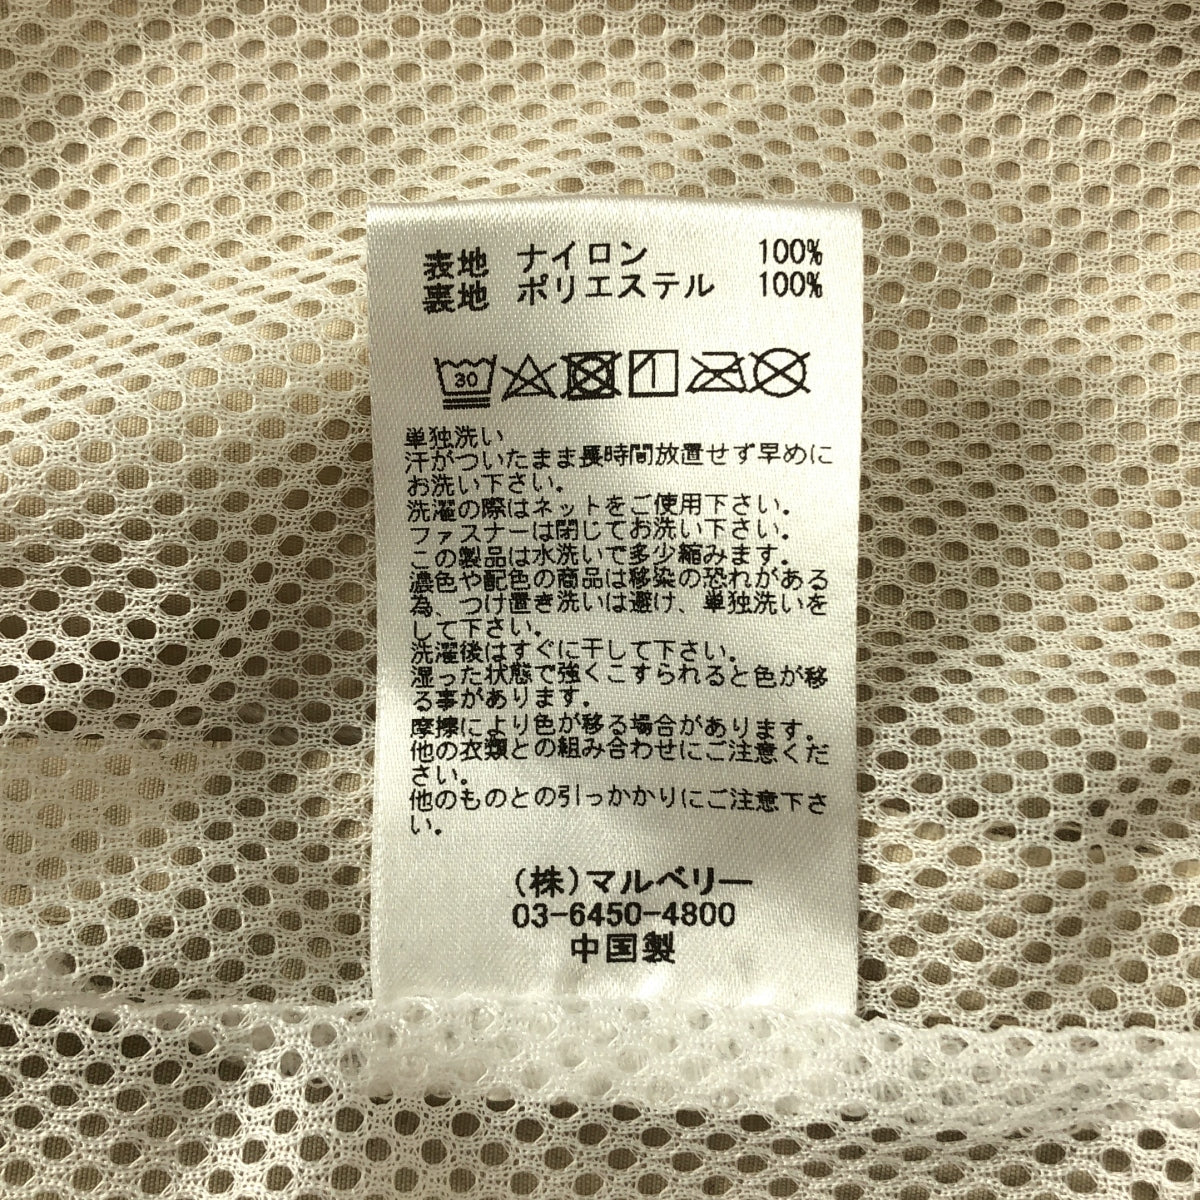 表地 ナイロン 100%
裏地 ポリエステル 100%
30
単独洗い
汗がついたまま長時間放置せず早めに
お洗い下さい。
洗濯の際はネットをご使用下さい。
ファスナーは閉じてお洗い下さい。
この製品は水洗いで多少縮みます。
濃色や配色の商品は移染の恐れがある
為、つけ置き洗いは避け、単独洗いを
して下さい。
洗濯後はすぐに干して下さい。
湿った状態で強くこすられると色が移
る事があります。
摩擦により色が移る場合があります。
他の衣類との組み合わせにご注意くだ
さい。
他のものとの引っかかりにご注意下さ
い。
(株)マルベリー
03-6450-4800
中国製